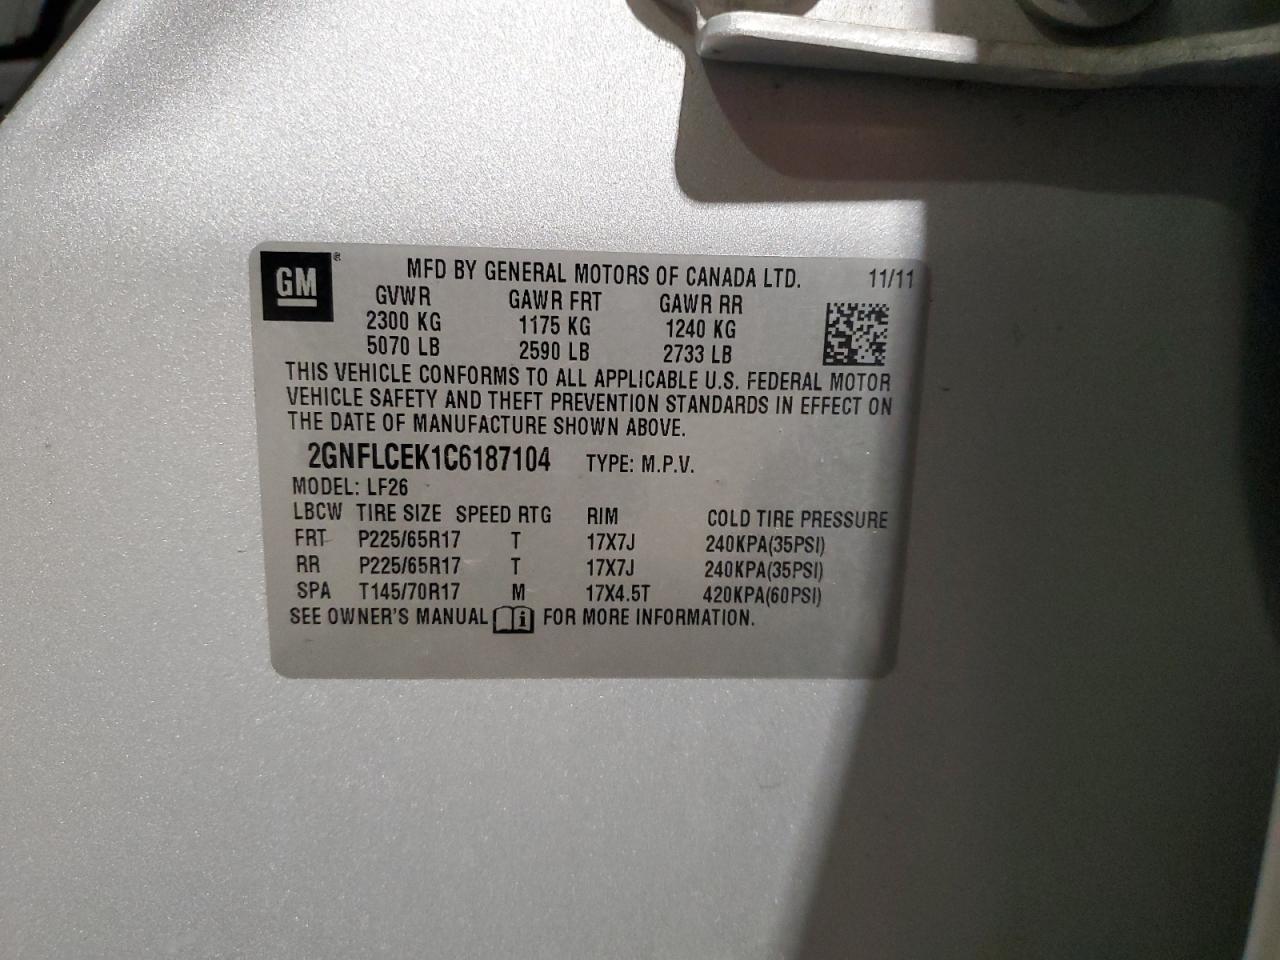 GM ® MFD BY GENERAL MOTORS OF CANADA LTD. 11/11
GVWR GAWR FRT GAWR RR
2300 KG 1175 KG 1240 KG
5070 LB 2590 LB 2733 LB
THIS VEHICLE CONFORMS TO ALL APPLICABLE U.S. FEDERAL MOTOR
VEHICLE SAFETY AND THEFT PREVENTION STANDARDS IN EFFECT ON
THE DATE OF MANUFACTURE SHOWN ABOVE.
2GNFLCEK1C6187104 TYPE: M.P.V.
MODEL: LF26
LBCW TIRE SIZE SPEED RTG RIM COLD TIRE PRESSURE
FRT P225/65R17 T 17X7J 240KPA(35PSI)
RR P225/65R17 T 17X7J 240KPA(35PSI)
SPA T145/70R17 M 17X4.5T 420KPA(60PSI)
SEE OWNER'S MANUAL i FOR MORE INFORMATION.